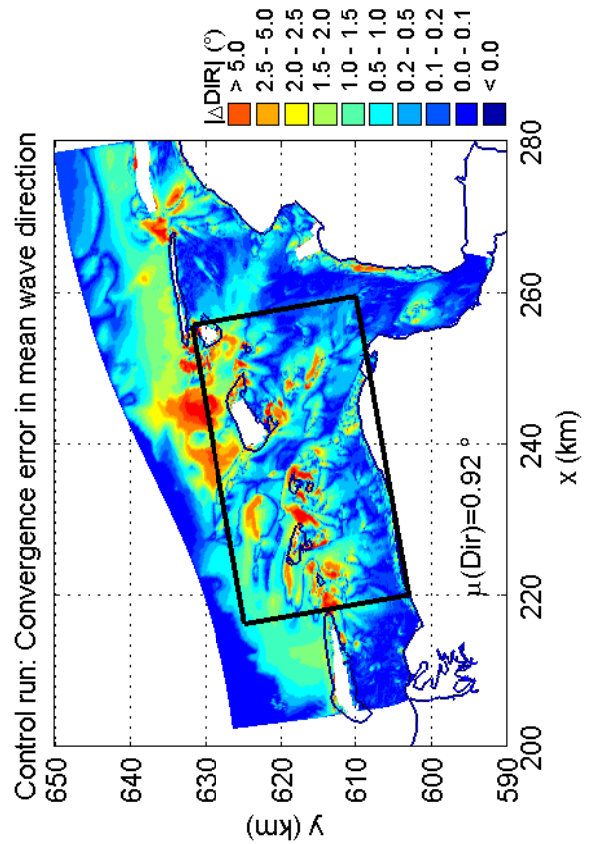 Control run: Convergence error in mean wave direction
650
640
630
620
610
600
590
y (km)
200
220
240
260
280
x (km)
μ(Dir)=0.92 °
|△DIR| (°)
> 5.0
2.5 - 5.0
2.0 - 2.5
1.5 - 2.0
1.0 - 1.5
0.5 - 1.0
0.2 - 0.5
0.1 - 0.2
0.0 - 0.1
< 0.0